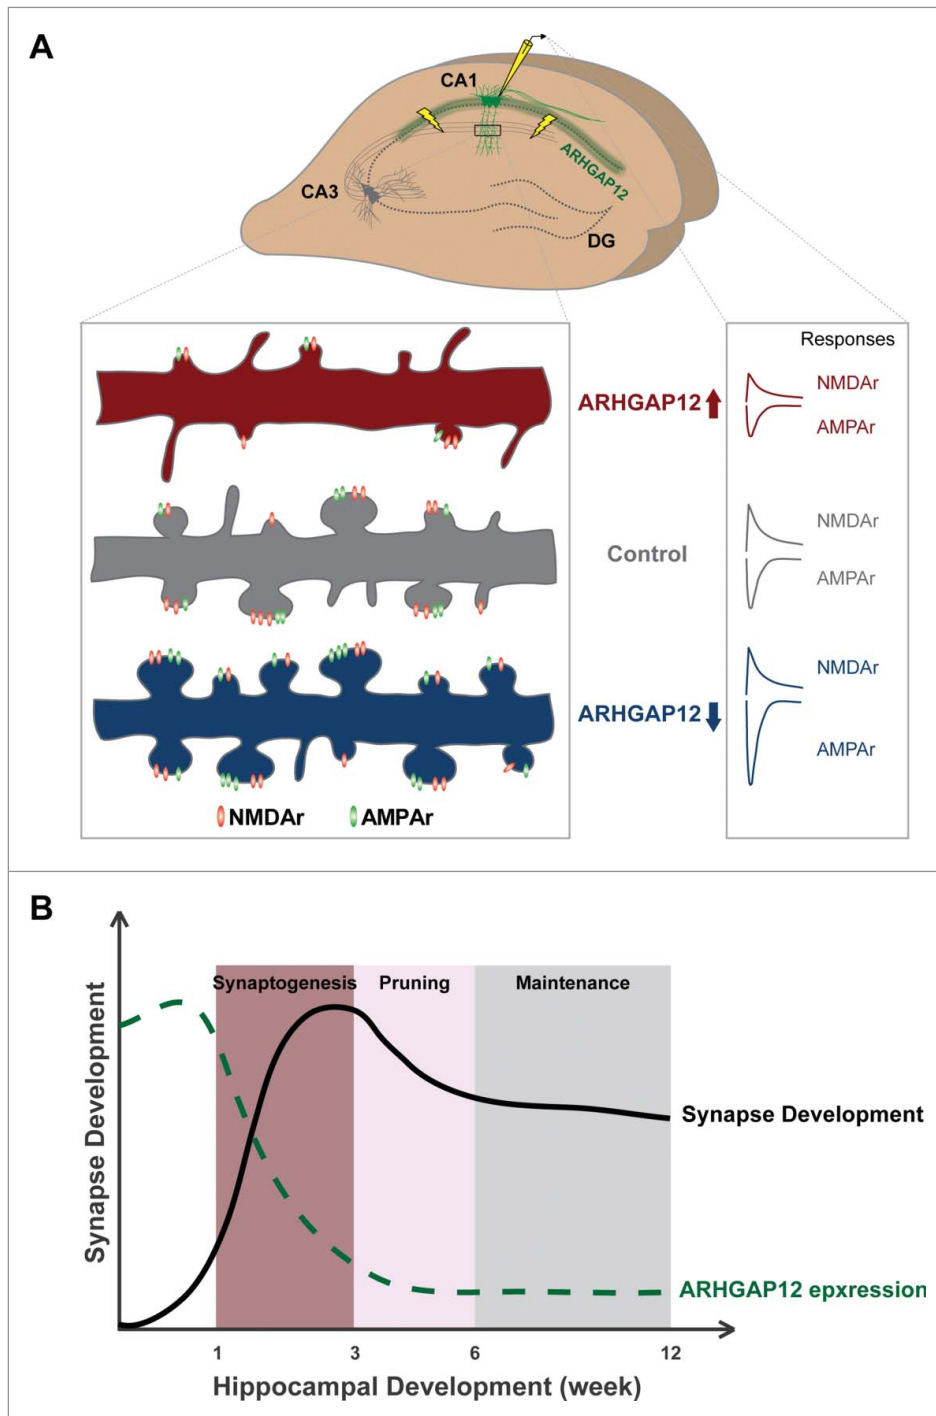 A
CA1
ARHGAP12
CA3
DG
Responses
ARHGAP12
NMDAr
AMPAr
Control
NMDAr
AMPAr
ARHGAP12
NMDAr
AMPAr
NMDAr
AMPAr
B
Synapse Development
Synaptogenesis
Pruning
Maintenance
Synapse Development
ARHGAP12 epxression
1
3
6
12
Hippocampal Development (week)